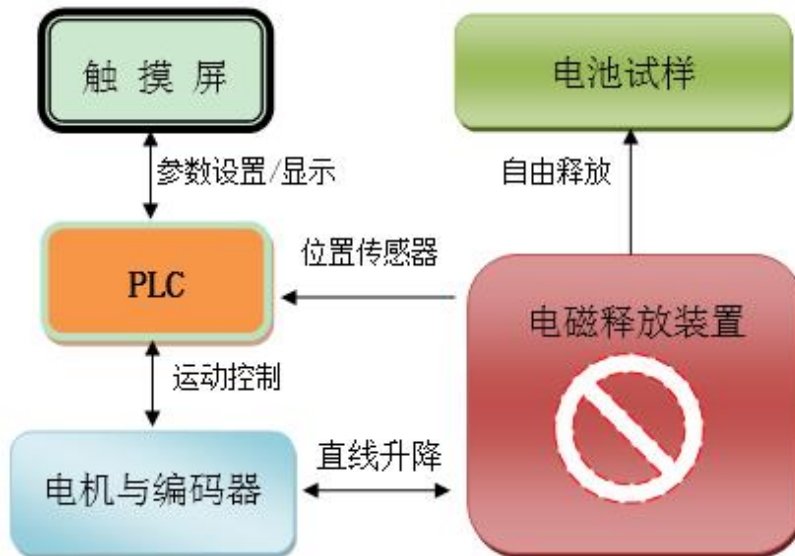 触 摸 屏
电池试样
参数设置/显示
自由释放
位置传感器
PLC
电磁释放装置
运动控制
直线升降
电机与编码器